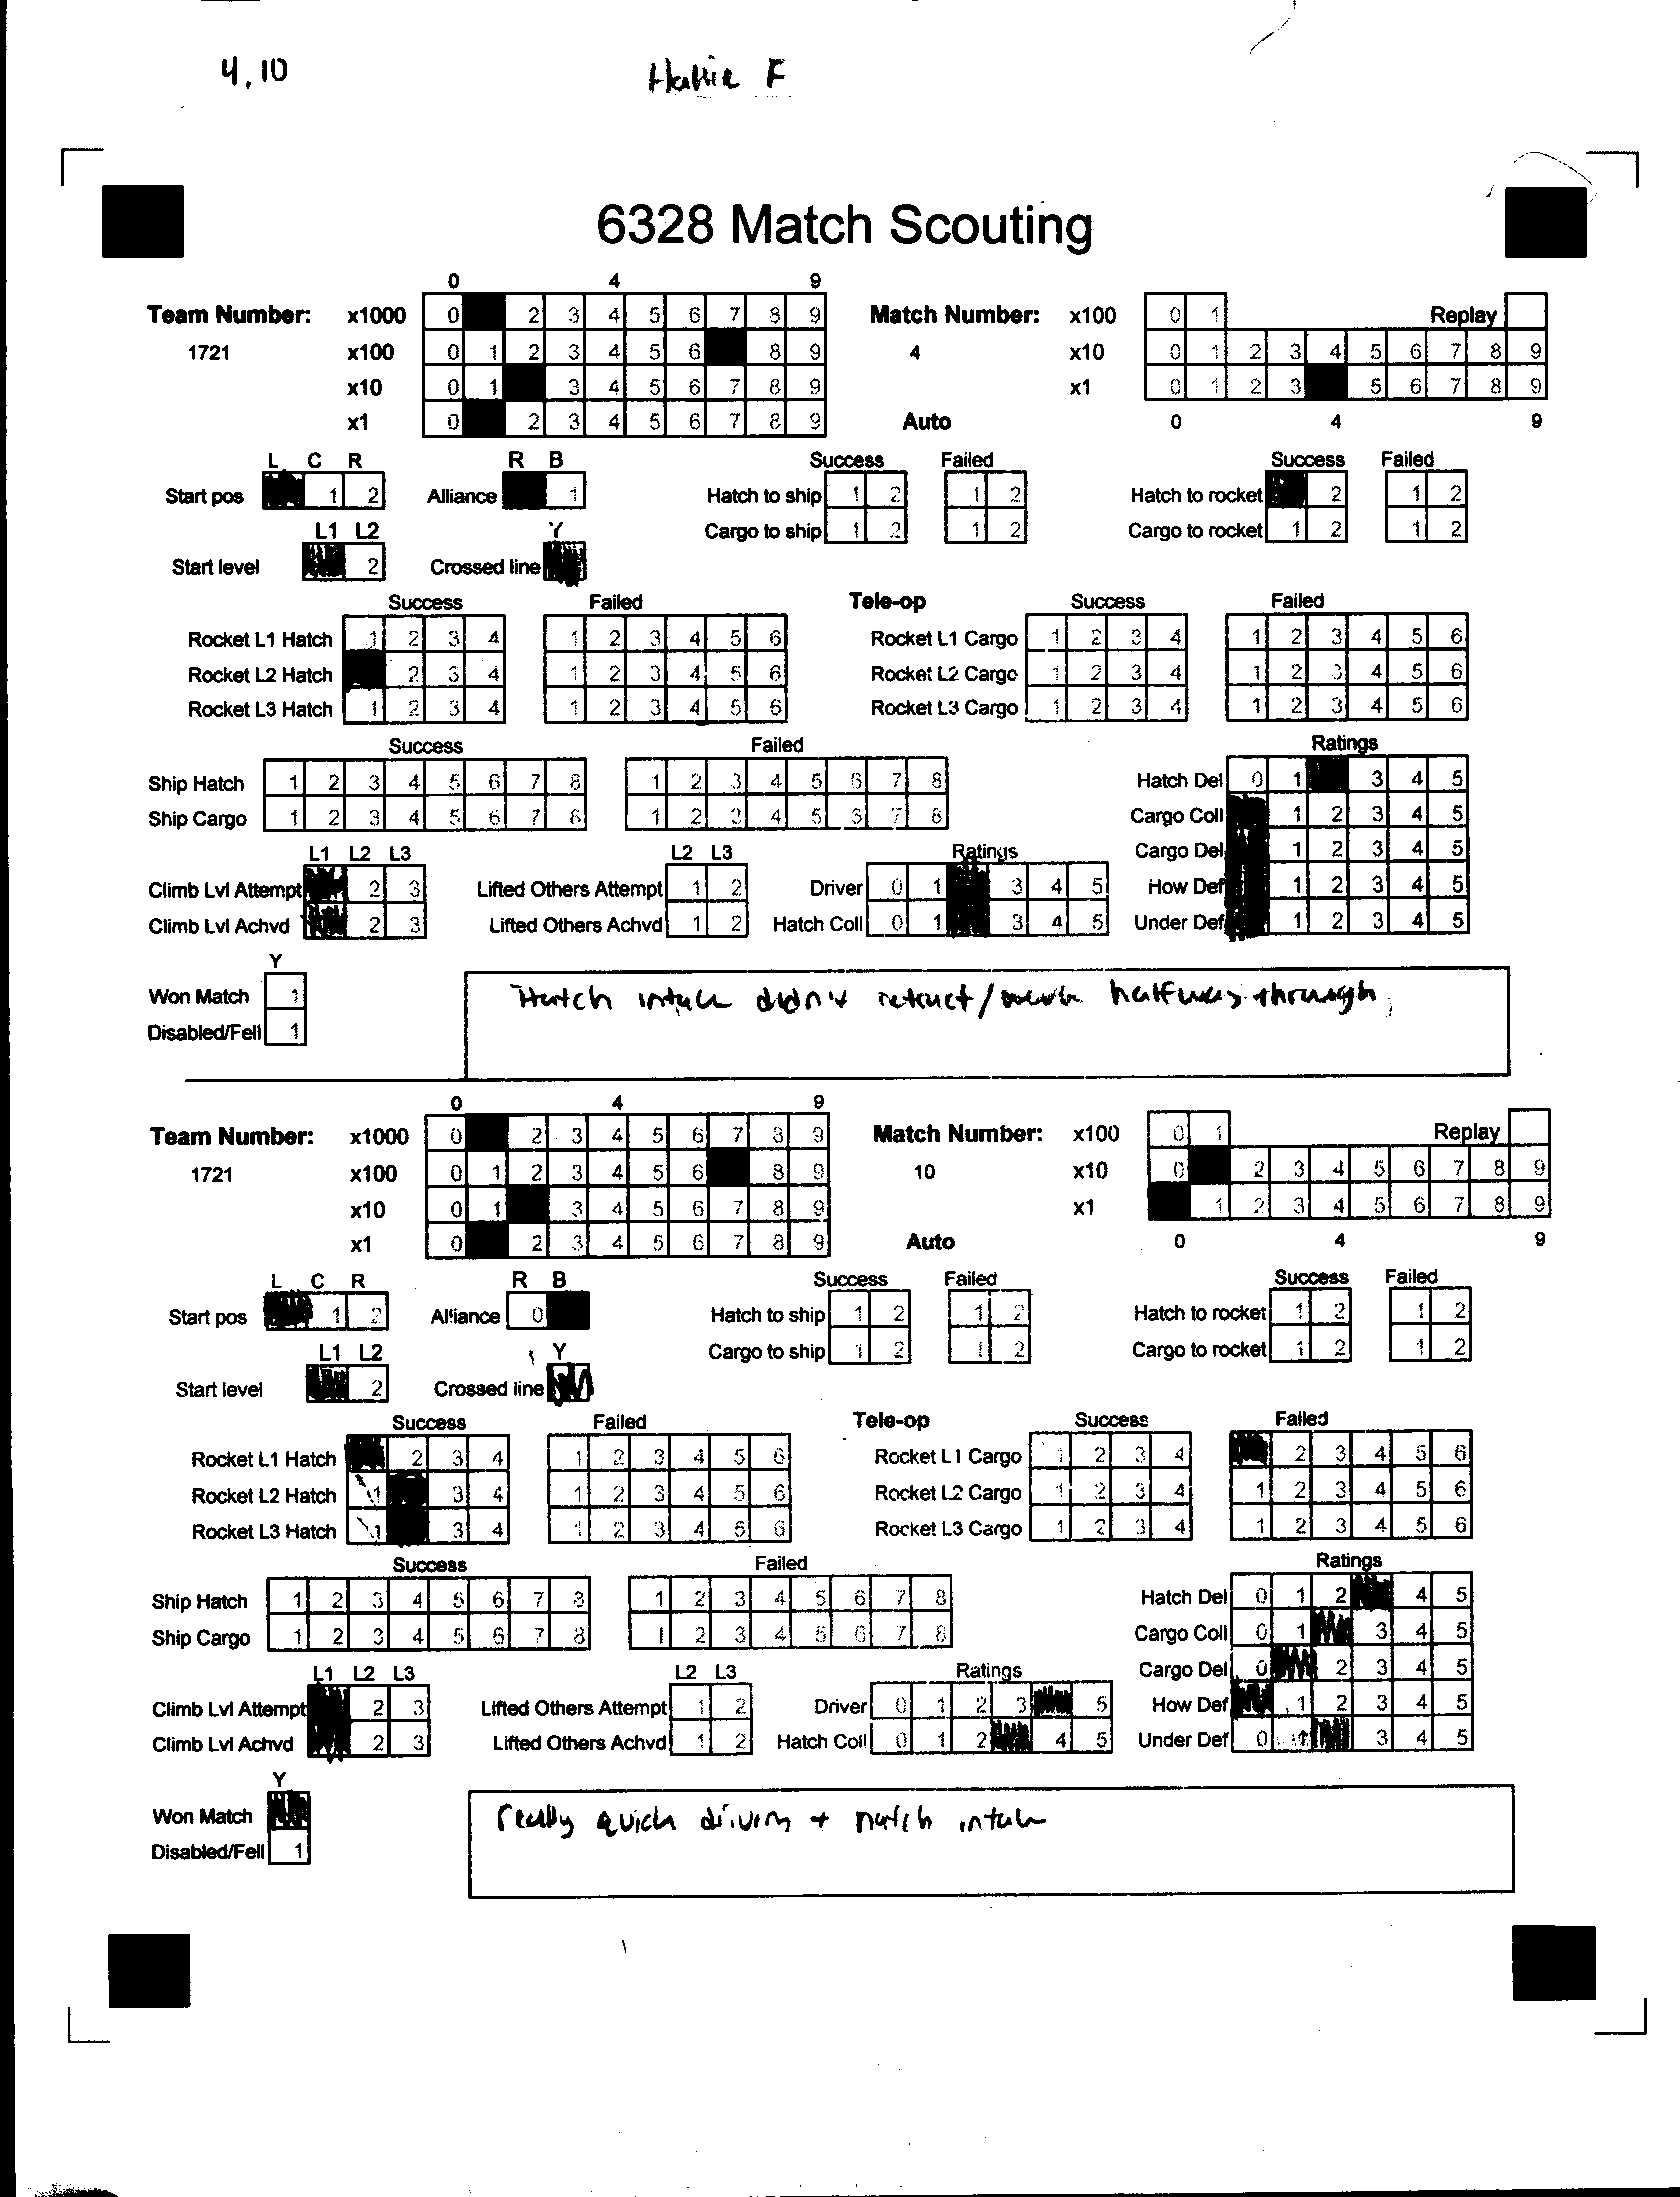 4, 10 Hallie F
6328 Match Scouting
0 4 9
Team Number: x1000 0 2 3 4 5 6 7 8 9 Match Number: x100 0 1 Replay
1721 x100 0 1 2 3 4 5 6 8 9 4 x10 0 1 2 3 4 5 6 7 8 9
x10 0 1 3 4 5 6 7 8 9 x1 0 1 2 3 5 6 7 8 9
x1 0 2 3 4 5 6 7 8 9 Auto 0 4 9
L C R R B Success Failed Success Failed
Start pos 1 2 Alliance 1 Hatch to ship 1 2 1 2 Hatch to rocket 2 1 2
L1 L2 Y Cargo to ship 1 2 1 2 Cargo to rocket 1 2 1 2
Start level 2 Crossed line
Success Failed Tele-op Success Failed
Rocket L1 Hatch 1 2 3 4 1 2 3 4 5 6 Rocket L1 Cargo 1 2 3 4 1 2 3 4 5 6
Rocket L2 Hatch 2 3 4 1 2 3 4 5 6 Rocket L2 Cargo 1 2 3 4 1 2 3 4 5 6
Rocket L3 Hatch 1 2 3 4 1 2 3 4 5 6 Rocket L3 Cargo 1 2 3 4 1 2 3 4 5 6
Success Failed Ratings
Ship Hatch 1 2 3 4 5 6 7 8 1 2 3 4 5 6 7 8 Hatch Del 0 1 3 4 5
Ship Cargo 1 2 3 4 5 6 7 8 1 2 3 4 5 6 7 8 Cargo Coll 1 2 3 4 5
L1 L2 L3 L2 L3 Ratings Cargo Del 1 2 3 4 5
Climb Lvl Attempt 2 3 Lifted Others Attempt 1 2 Driver 0 1 3 4 5 How Def 1 2 3 4 5
Climb Lvl Achvd 2 3 Lifted Others Achvd 1 2 Hatch Coll 0 1 3 4 5 Under Def 1 2 3 4 5
Y
Won Match 1 Hatch intake didn't retract/ halfway through
Disabled/Fell 1
0 4 9
Team Number: x1000 0 2 3 4 5 6 7 8 9 Match Number: x100 0 1 Replay
1721 x100 0 1 2 3 4 5 6 8 9 10 x10 0 2 3 4 5 6 7 8 9
x10 0 1 3 4 5 6 7 8 9 x1 1 2 3 4 5 6 7 8 9
x1 0 2 3 4 5 6 7 8 9 Auto 0 4 9
L C R R B Success Failed Success Failed
Start pos 1 2 Alliance 0 Hatch to ship 1 2 1 2 Hatch to rocket 1 2 1 2
L1 L2 Y Cargo to ship 1 2 1 2 Cargo to rocket 1 2 1 2
Start level 2 Crossed line
Success Failed Tele-op Success Failed
Rocket L1 Hatch 2 3 4 1 2 3 4 5 6 Rocket L1 Cargo 1 2 3 4 2 3 4 5 6
Rocket L2 Hatch 1 3 4 1 2 3 4 5 6 Rocket L2 Cargo 1 2 3 4 1 2 3 4 5 6
Rocket L3 Hatch 1 3 4 1 2 3 4 5 6 Rocket L3 Cargo 1 2 3 4 1 2 3 4 5 6
Success Failed Ratings
Ship Hatch 1 2 3 4 5 6 7 8 1 2 3 4 5 6 7 8 Hatch Del 0 1 2 4 5
Ship Cargo 1 2 3 4 5 6 7 8 1 2 3 4 5 6 7 8 Cargo Coll 0 1 3 4 5
L1 L2 L3 L2 L3 Ratings Cargo Del 0 2 3 4 5
Climb Lvl Attempt 2 3 Lifted Others Attempt 1 2 Driver 0 1 2 3 5 How Def 1 2 3 4 5
Climb Lvl Achvd 2 3 Lifted Others Achvd 1 2 Hatch Coll 0 1 2 4 5 Under Def 0 1 3 4 5
Y
Won Match really quick driving + hatch intake
Disabled/Fell 1